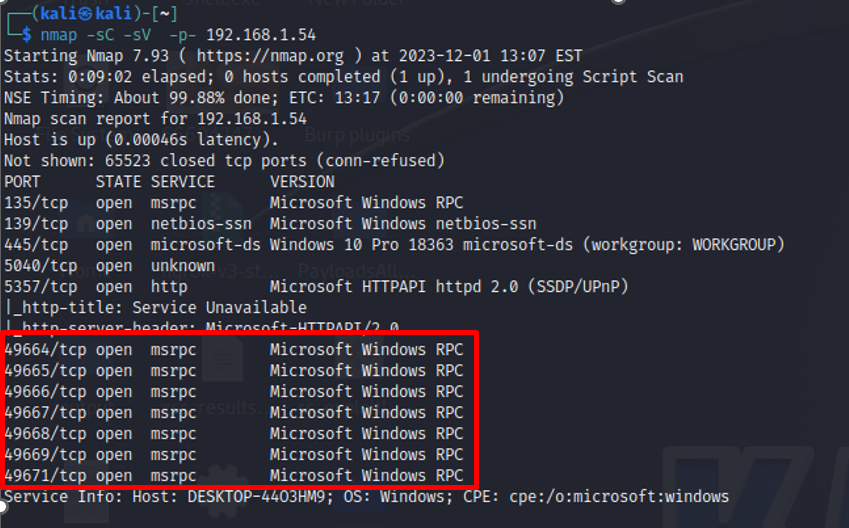 ┌──(kali㉿kali)-[~]
└─$ nmap -sC -sV  -p- 192.168.1.54
Starting Nmap 7.93 ( https://nmap.org ) at 2023-12-01 13:07 EST
Stats: 0:09:02 elapsed; 0 hosts completed (1 up), 1 undergoing Script Scan
NSE Timing: About 99.88% done; ETC: 13:17 (0:00:00 remaining)
Nmap scan report for 192.168.1.54
Host is up (0.00046s latency).
Not shown: 65523 closed tcp ports (conn-refused)
PORT      STATE SERVICE      VERSION
135/tcp   open  msrpc        Microsoft Windows RPC
139/tcp   open  netbios-ssn  Microsoft Windows netbios-ssn
445/tcp   open  microsoft-ds Windows 10 Pro 18363 microsoft-ds (workgroup: WORKGROUP)
5040/tcp  open  unknown
5357/tcp  open  http         Microsoft HTTPAPI httpd 2.0 (SSDP/UPnP)
|_http-title: Service Unavailable
|_http-server-header: Microsoft-HTTPAPI/2.0
49664/tcp open  msrpc        Microsoft Windows RPC
49665/tcp open  msrpc        Microsoft Windows RPC
49666/tcp open  msrpc        Microsoft Windows RPC
49667/tcp open  msrpc        Microsoft Windows RPC
49668/tcp open  msrpc        Microsoft Windows RPC
49669/tcp open  msrpc        Microsoft Windows RPC
49671/tcp open  msrpc        Microsoft Windows RPC
Service Info: Host: DESKTOP-44O3HM9; OS: Windows; CPE: cpe:/o:microsoft:windows